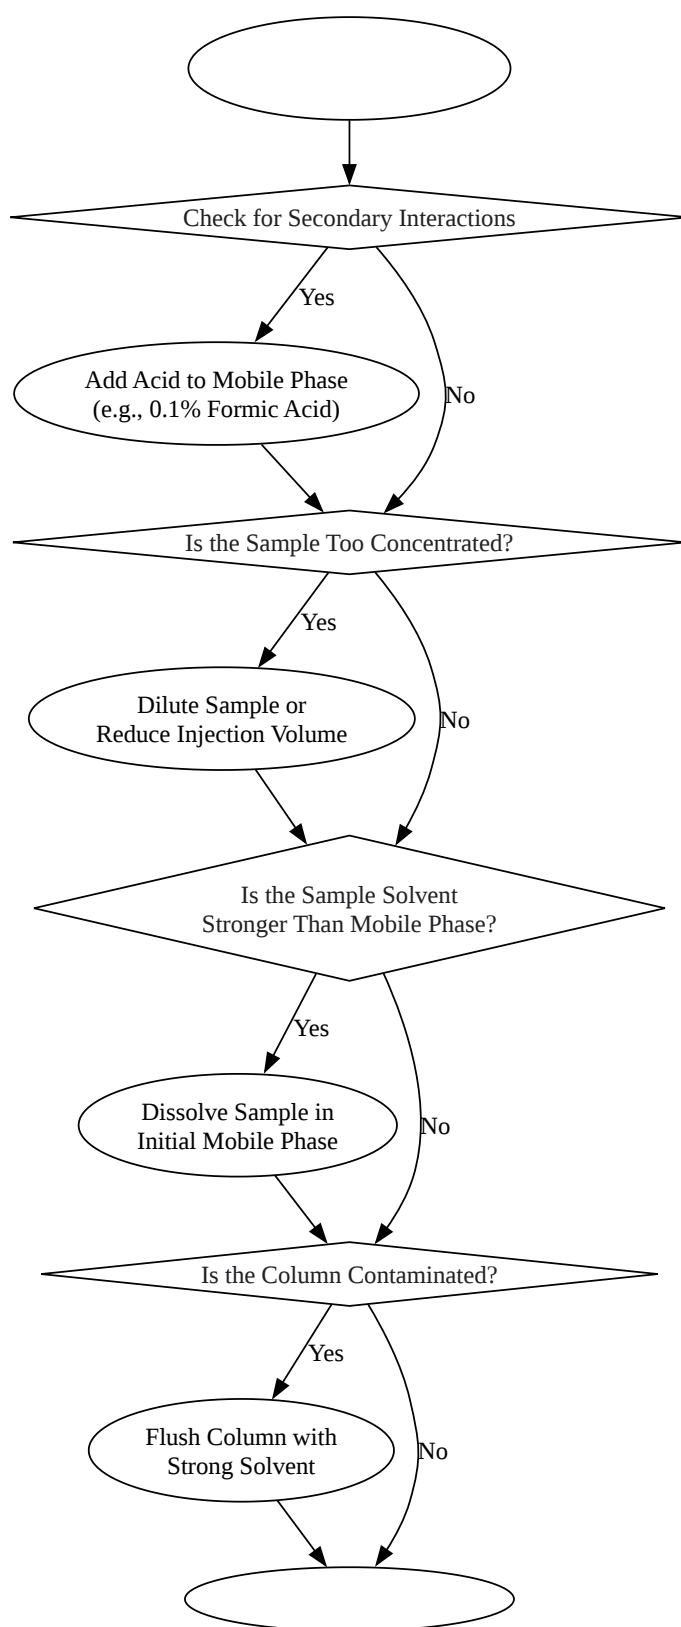 Check for Secondary Interactions
Yes
Add Acid to Mobile Phase
(e.g., 0.1% Formic Acid)
No
Is the Sample Too Concentrated?
Yes
Dilute Sample or
Reduce Injection Volume
No
Is the Sample Solvent
Stronger Than Mobile Phase?
Yes
Dissolve Sample in
Initial Mobile Phase
No
Is the Column Contaminated?
Yes
Flush Column with
Strong Solvent
No